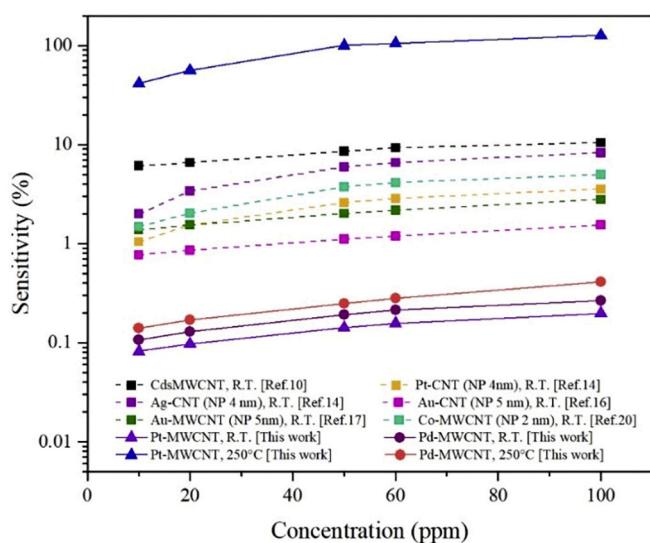 100
10
1
0.1
0.01
Sensitivity (%)
CdsMWCNT, R.T. [Ref.10]
Pt-CNT (NP 4nm), R.T. [Ref.14]
Ag-CNT (NP 4 nm), R.T. [Ref.14]
Au-CNT (NP 5 nm), R.T. [Ref.16]
Au-MWCNT (NP 5nm), R.T. [Ref.17]
Co-MWCNT (NP 2 nm), R.T. [Ref.20]
Pt-MWCNT, R.T. [This work]
Pd-MWCNT, R.T. [This work]
Pt-MWCNT, 250°C [This work]
Pd-MWCNT, 250°C [This work]
0 20 40 60 80 100
Concentration (ppm)